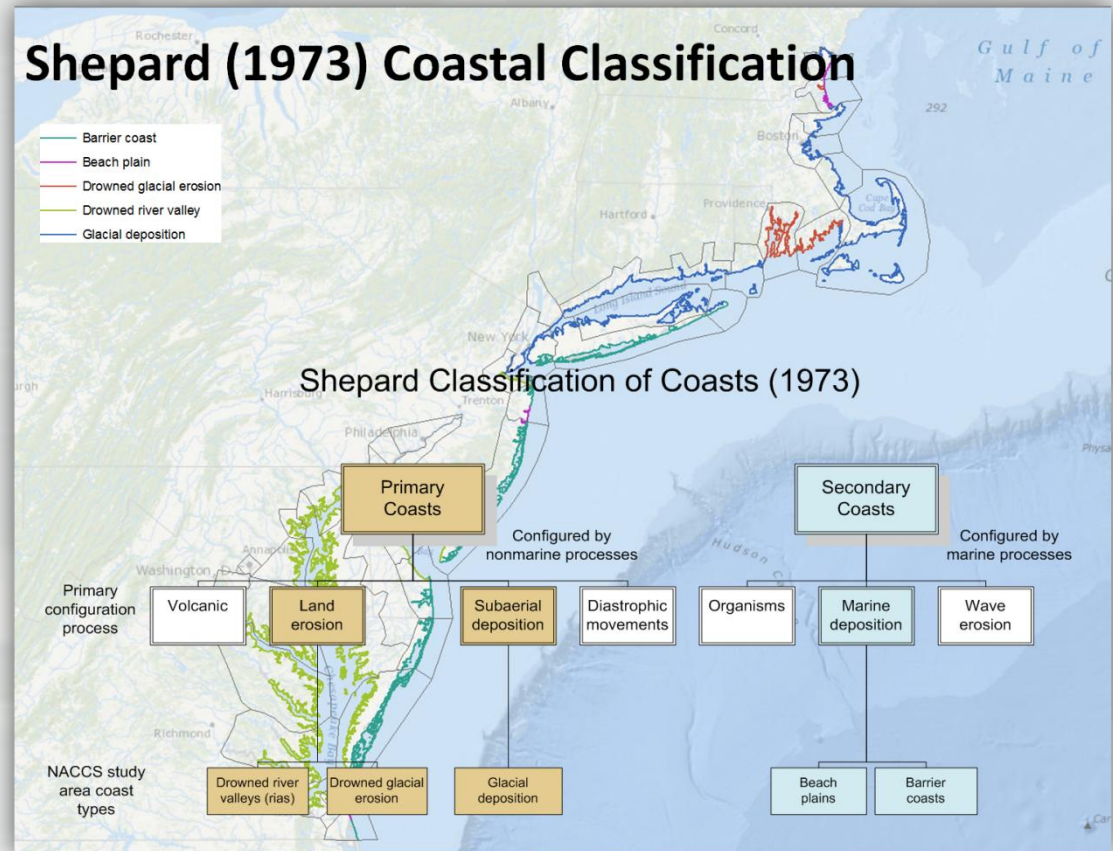 Shepard (1973) Coastal Classification
Rochester
Concord
Gulf of
Maine
Albany
292
Boston
Barrier coast
Beach plain
Drowned glacial erosion
Drowned river valley
Glacial deposition
Cape
Cod Bay
Providence
Hartford
Long Island Sound
New York
Shepard Classification of Coasts (1973)
Harrisburg
Trenton
Philadelphia
Primary
Coasts
Configured by
nonmarine processes
Secondary
Coasts
Configured by
marine processes
Annapolis
Washington
Primary
configuration
process
Volcanic
Land
erosion
Subaerial
deposition
Diastrophic
movements
Organisms
Marine
deposition
Wave
erosion
Hudson
Chesapeake Bay
Richmond
NACCS study
area coast
types
Drowned river
valleys (rias)
Drowned glacial
erosion
Glacial
deposition
Beach
plains
Barrier
coasts